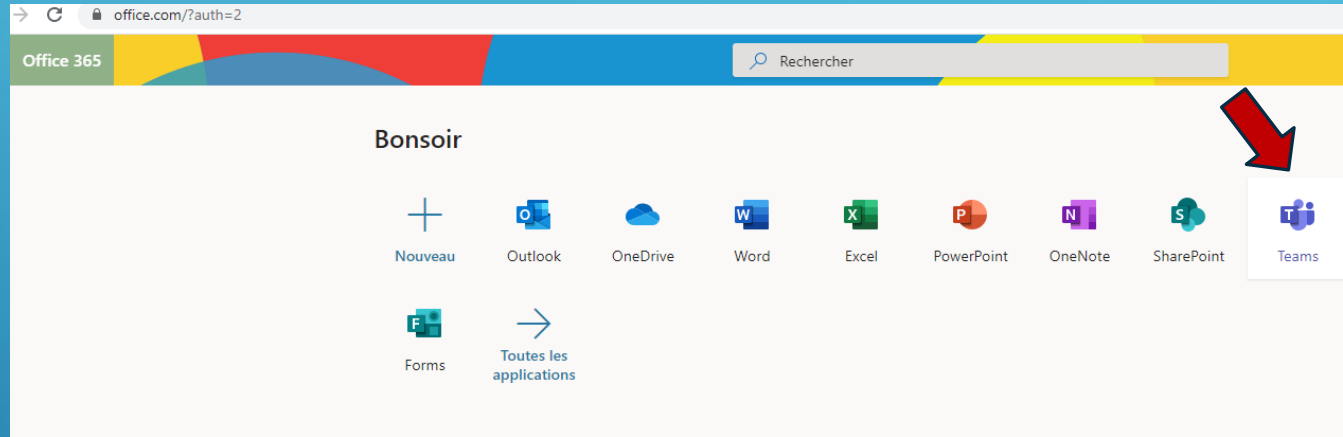 office.com/?auth=2
Office 365
Rechercher
Bonsoir
Nouveau
Outlook
OneDrive
Word
Excel
PowerPoint
OneNote
SharePoint
Teams
Forms
Toutes les
applications